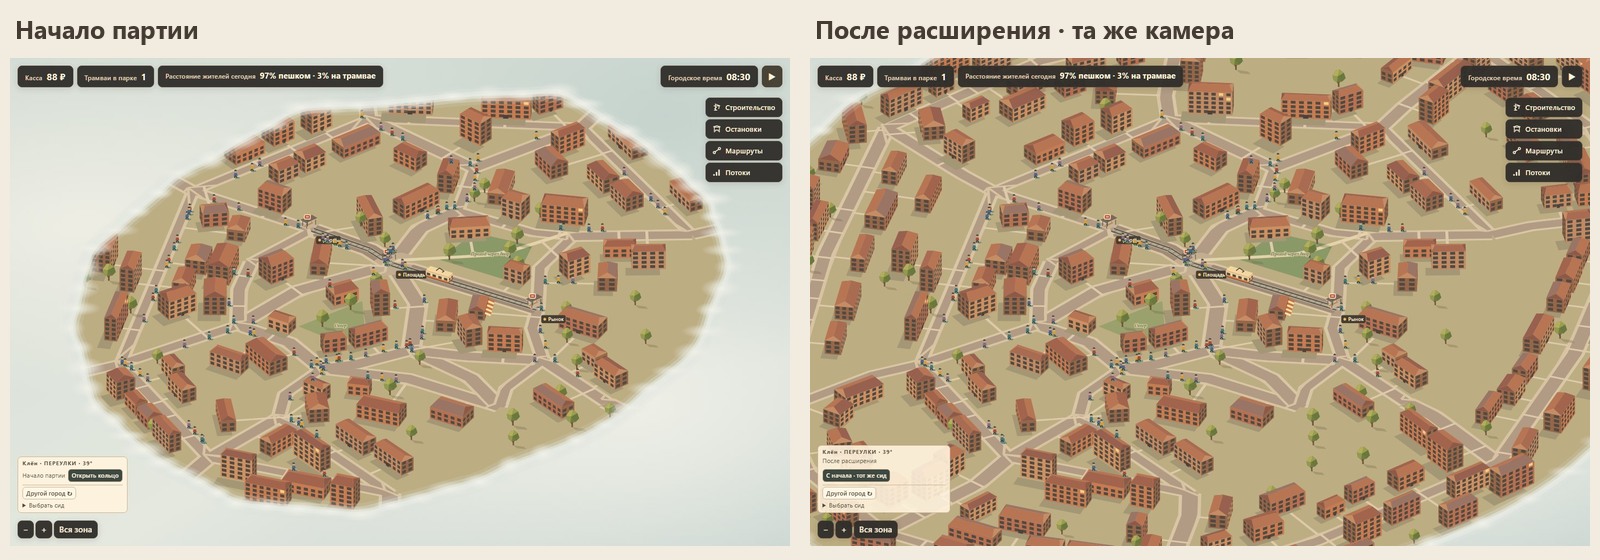 Начало партии
Касса 88 ₽
Трамваи в парке 1
Расстояние жителей сегодня 97% пешком · 3% на трамвае
Городское время 08:30
Строительство
Остановки
Маршруты
Потоки
Площадь
Рынок
Клён · ПЕРЕУЛКИ · 39°
Начало партии Открыть кольцо
Другой город ↻
Выбрать сид
− + Вся зона
После расширения · та же камера
Касса 88 ₽
Трамваи в парке 1
Расстояние жителей сегодня 97% пешком · 3% на трамвае
Городское время 08:30
Строительство
Остановки
Маршруты
Потоки
Площадь
Рынок
Клён · ПЕРЕУЛКИ · 39°
После расширения
С начала · тот же сид
Другой город ↻
Выбрать сид
− + Вся зона